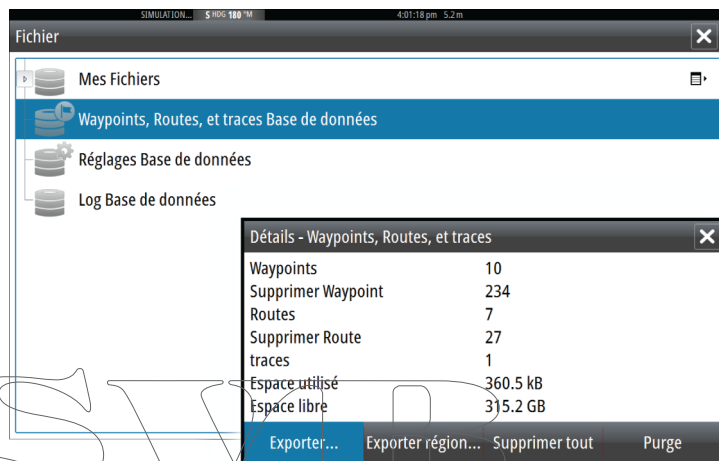 SIMULATION... S HDG 180 °M 4:01:18 pm 5.2 m
Fichier
Mes Fichiers
Waypoints, Routes, et traces Base de données
Réglages Base de données
Log Base de données
Détails - Waypoints, Routes, et traces
Waypoints 10
Supprimer Waypoint 234
Routes 7
Supprimer Route 27
traces 1
Espace utilisé 360.5 kB
Espace libre 315.2 GB
Exporter... Exporter région... Supprimer tout Purge